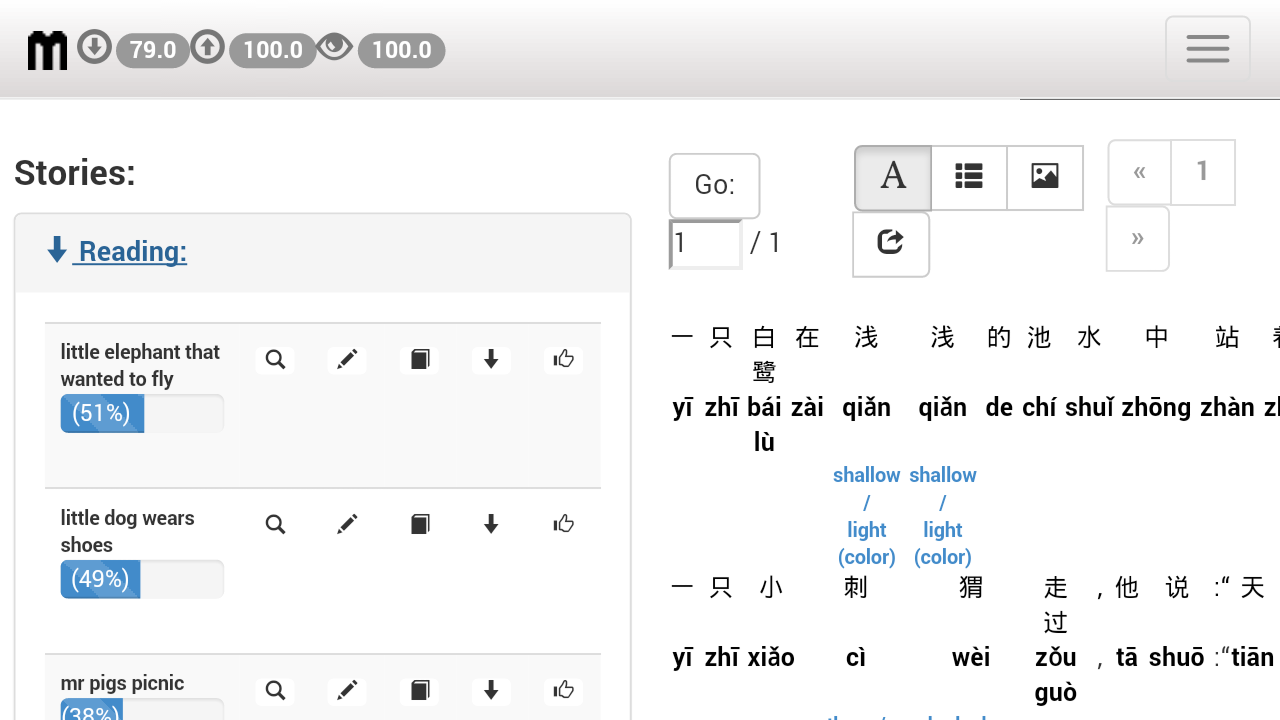 m 79.0 100.0 100.0
Stories:
Reading:
little elephant that
wanted to fly
(51%)
little dog wears
shoes
(49%)
mr pigs picnic
(38%)
Go:
1 / 1
A
« 1
»
一 只 白 在 浅 浅 的 池 水 中 站
鹭
yī zhī bái zài qiǎn qiǎn de chí shuǐ zhōng zhàn
lù
shallow shallow
/ /
light light
(color) (color)
一 只 小 刺 猬 走 , 他 说 :“ 天
过
yī zhī xiǎo cì wèi zǒu , tā shuō :“ tiān
guò